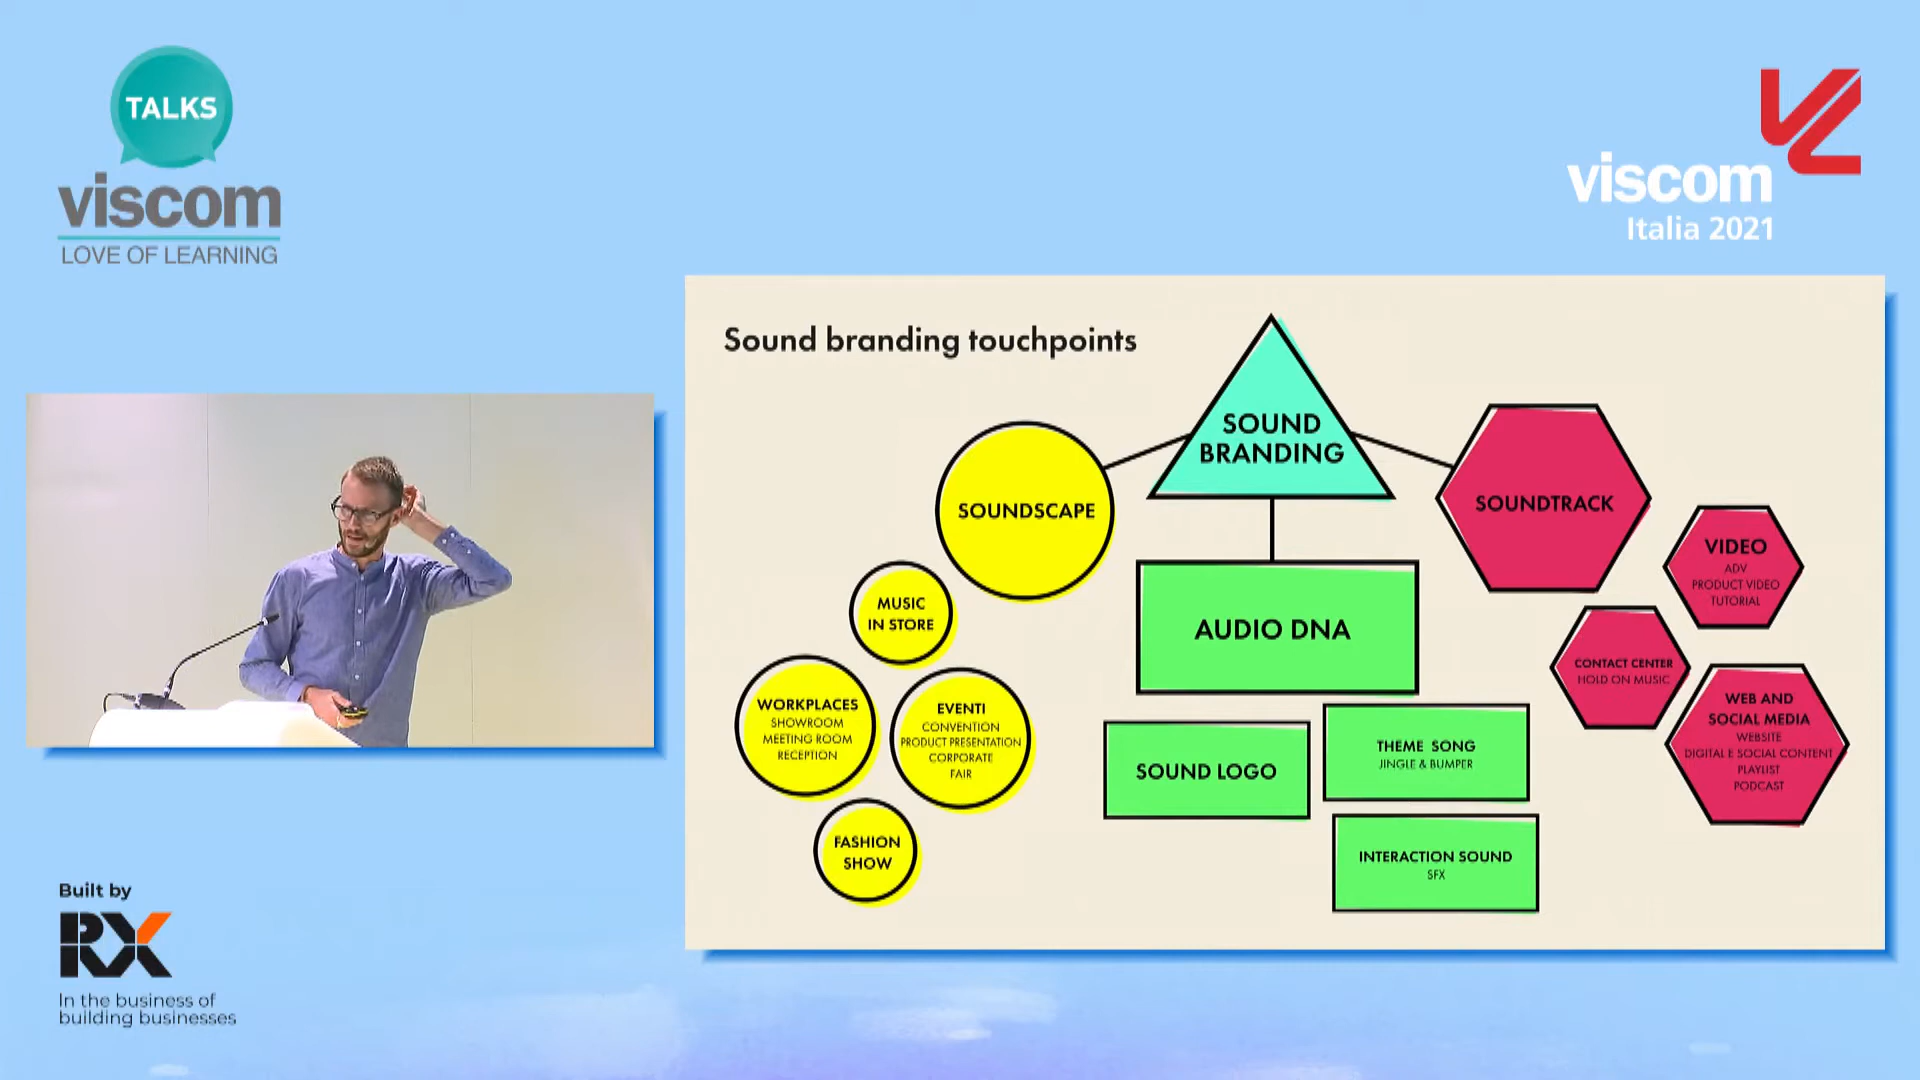 TALKS
viscom
LOVE OF LEARNING
viscom
Italia 2021
Sound branding touchpoints
SOUND
BRANDING
SOUNDSCAPE
SOUNDTRACK
MUSIC
IN STORE
WORKPLACES
SHOWROOM
MEETING ROOM
RECEPTION
EVENTI
CONVENTION
PRODUCT PRESENTATION
CORPORATE
FAIR
FASHION
SHOW
AUDIO DNA
SOUND LOGO
THEME SONG
JINGLE & BUMPER
INTERACTION SOUND
SFX
VIDEO
ADV
PRODUCT VIDEO
TUTORIAL
CONTACT CENTER
HOLD ON MUSIC
WEB AND
SOCIAL MEDIA
WEBSITE
DIGITAL E SOCIAL CONTENT
PLAYLIST
PODCAST
Built by
RX
In the business of
building businesses